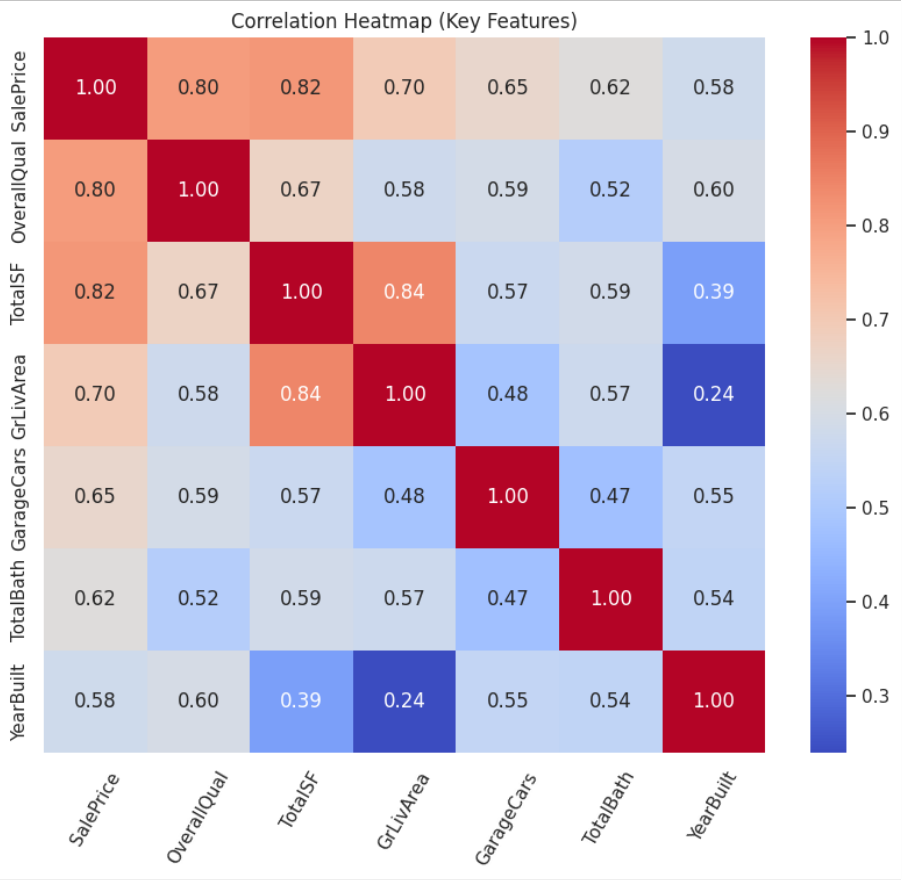 Correlation Heatmap (Key Features)
SalePrice 1.00 0.80 0.82 0.70 0.65 0.62 0.58
OverallQual 0.80 1.00 0.67 0.58 0.59 0.52 0.60
TotalSF 0.82 0.67 1.00 0.84 0.57 0.59 0.39
GrLivArea 0.70 0.58 0.84 1.00 0.48 0.57 0.24
GarageCars 0.65 0.59 0.57 0.48 1.00 0.47 0.55
TotalBath 0.62 0.52 0.59 0.57 0.47 1.00 0.54
YearBuilt 0.58 0.60 0.39 0.24 0.55 0.54 1.00
SalePrice OverallQual TotalSF GrLivArea GarageCars TotalBath YearBuilt
1.0
0.9
0.8
0.7
0.6
0.5
0.4
0.3